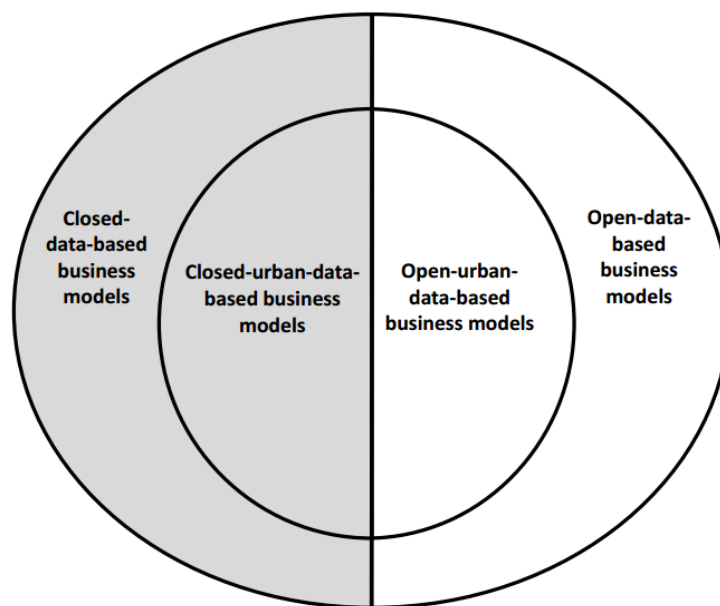 Closed-
data-based
business
models
Closed-urban-data-
based business
models
Open-urban-
data-based
business models
Open-data-
based
business
models